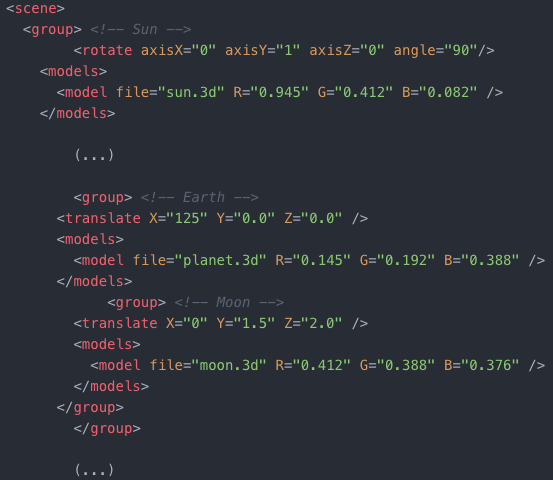 <scene>
<group> <!-- Sun -->
<rotate axisX="0" axisY="1" axisZ="0" angle="90"/>
<models>
<model file="sun.3d" R="0.945" G="0.412" B="0.082" />
</models>
(...)
<group> <!-- Earth -->
<translate X="125" Y="0.0" Z="0.0" />
<models>
<model file="planet.3d" R="0.145" G="0.192" B="0.388" />
</models>
<group> <!-- Moon -->
<translate X="0" Y="1.5" Z="2.0" />
<models>
<model file="moon.3d" R="0.412" G="0.388" B="0.376" />
</models>
</group>
</group>
(...)